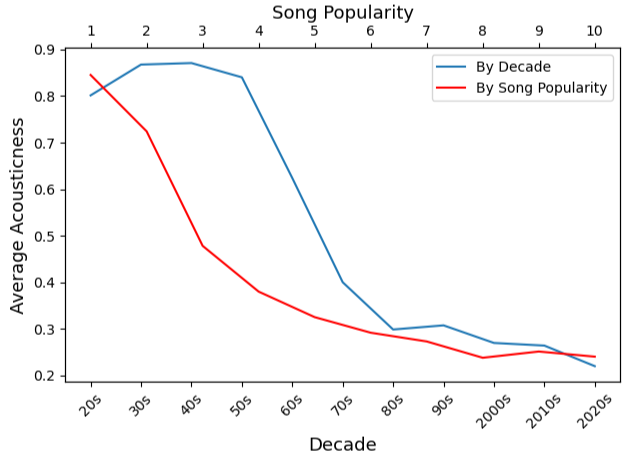 Song Popularity
1 2 3 4 5 6 7 8 9 10
0.9
0.8
0.7
0.6
0.5
0.4
0.3
0.2
Average Acousticness
By Decade
By Song Popularity
20s 30s 40s 50s 60s 70s 80s 90s 2000s 2010s 2020s
Decade